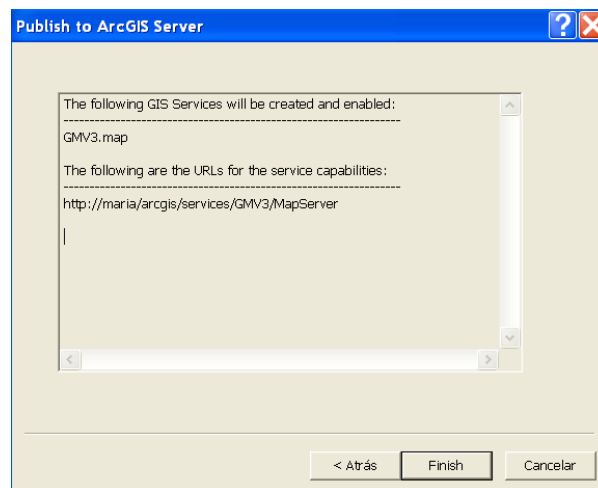 Publish to ArcGIS Server
The following GIS Services will be created and enabled:
----------------------------------------------------------------
GMV3.map
The following are the URLs for the service capabilities:
----------------------------------------------------------------
http://maria/arcgis/services/GMV3/MapServer
< Atrás
Finish
Cancelar